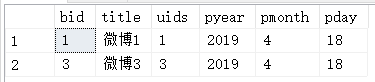 bid title uids pyear pmonth pday
1 1 微博1 1 2019 4 18
2 3 微博3 3 2019 4 18